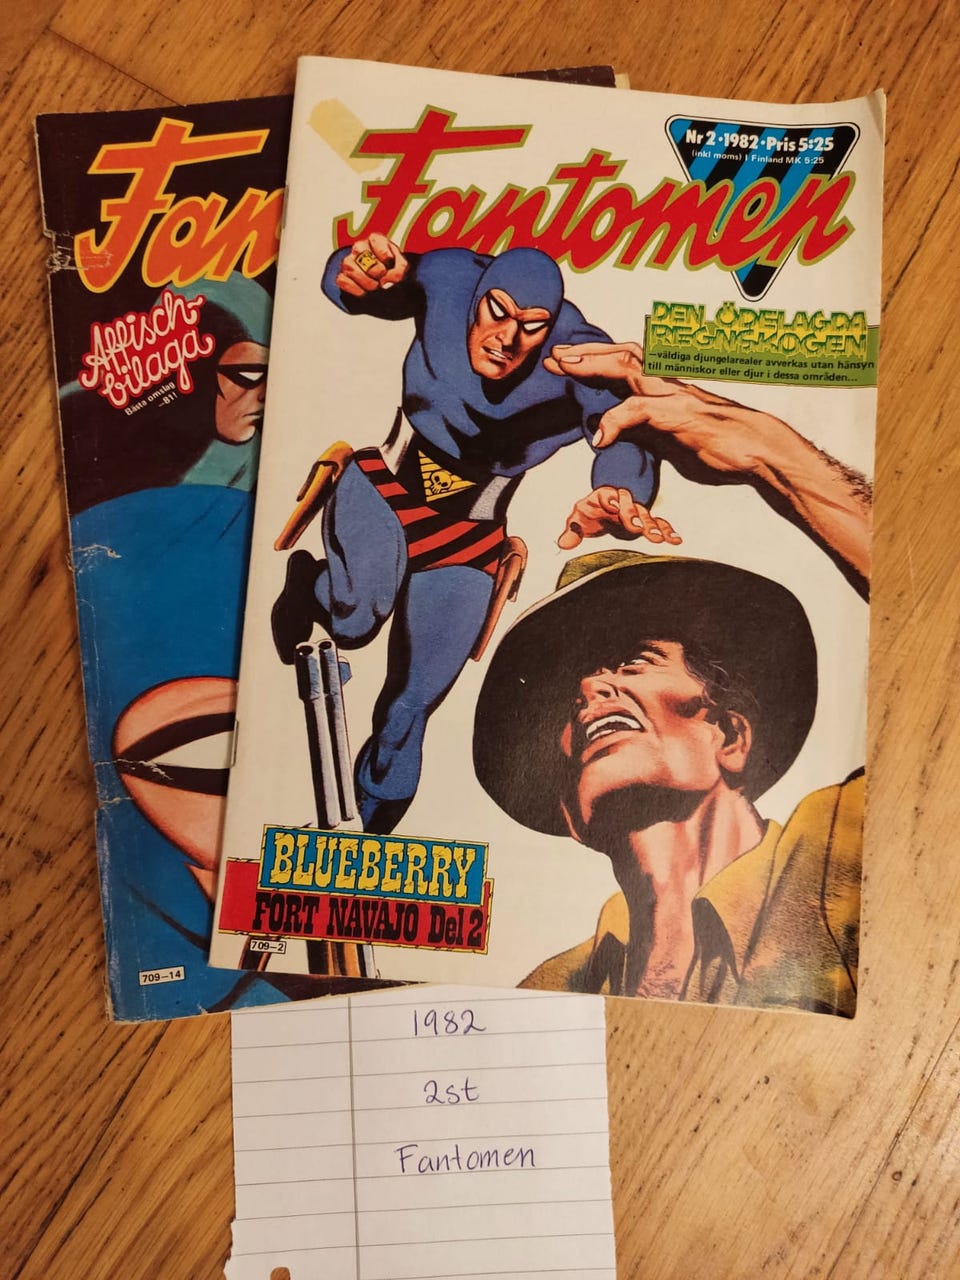 Fan
Affisch-
bilaga
Bästa omslag
-81!
709-14
Fantomen
Nr 2 • 1982 • Pris 5:25
(inkl moms) I Finland MK 5:25
DEN ÖDELAGDA
REGNSKOGEN
—väldiga djungelarealer avverkas utan hänsyn
till människor eller djur i dessa områden...
BLUEBERRY
FORT NAVAJO Del 2
709-2
1982
2st
Fantomen